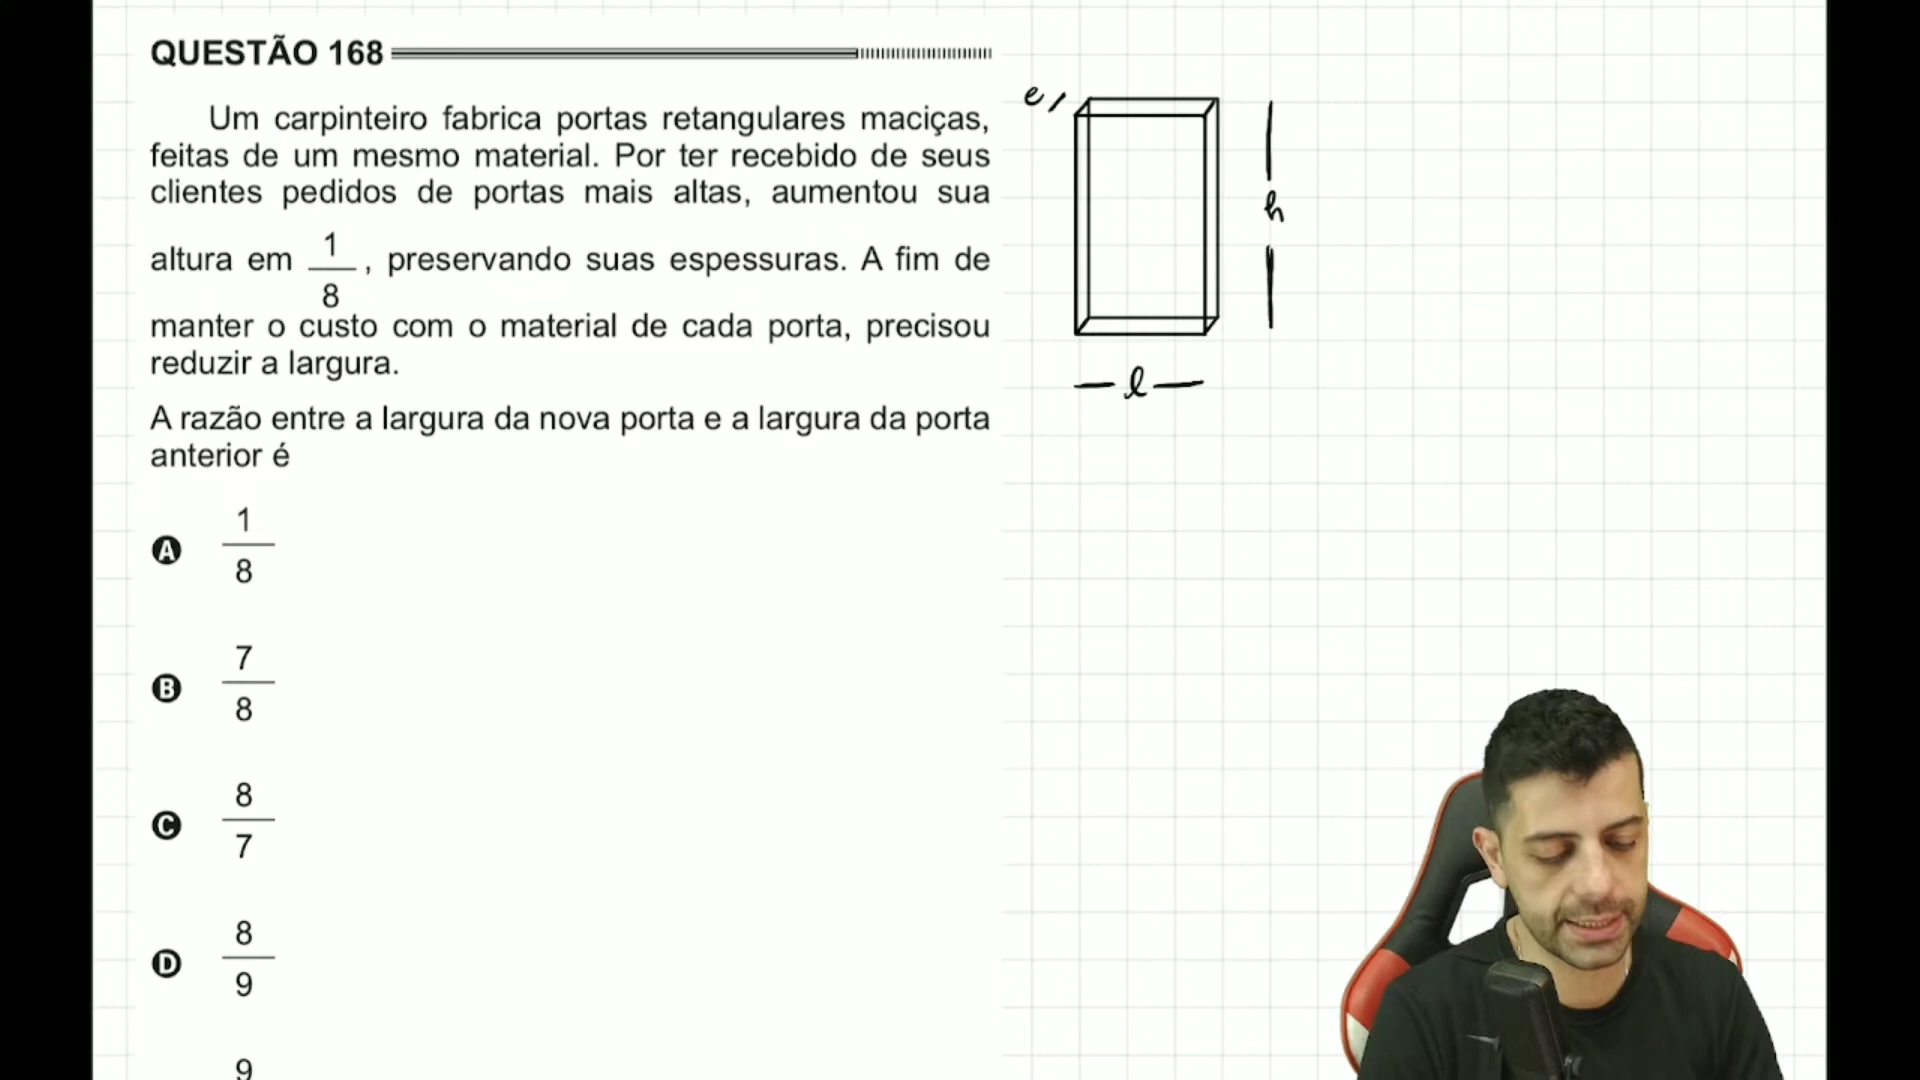 QUESTÃO 168
Um carpinteiro fabrica portas retangulares maciças,
feitas de um mesmo material. Por ter recebido de seus
clientes pedidos de portas mais altas, aumentou sua
altura em 1/8, preservando suas espessuras. A fim de
manter o custo com o material de cada porta, precisou
reduzir a largura.
A razão entre a largura da nova porta e a largura da porta
anterior é
A 1/8
B 7/8
C 8/7
D 8/9
9
e
h
l